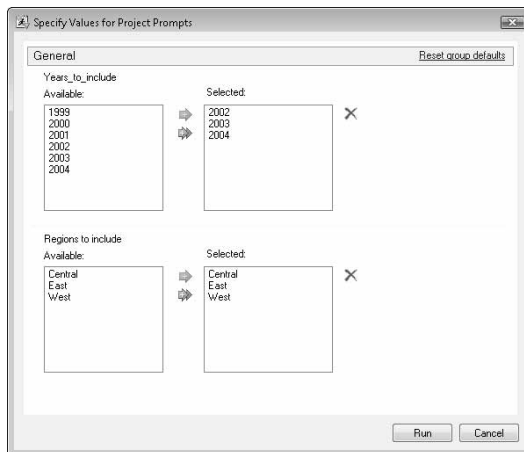 Specify Values for Project Prompts
General
Reset group defaults
Years_to_include
Available:
Selected:
1999
2000
2001
2002
2003
2004
2002
2003
2004
Regions to include
Available:
Selected:
Central
East
West
Central
East
West
Run
Cancel